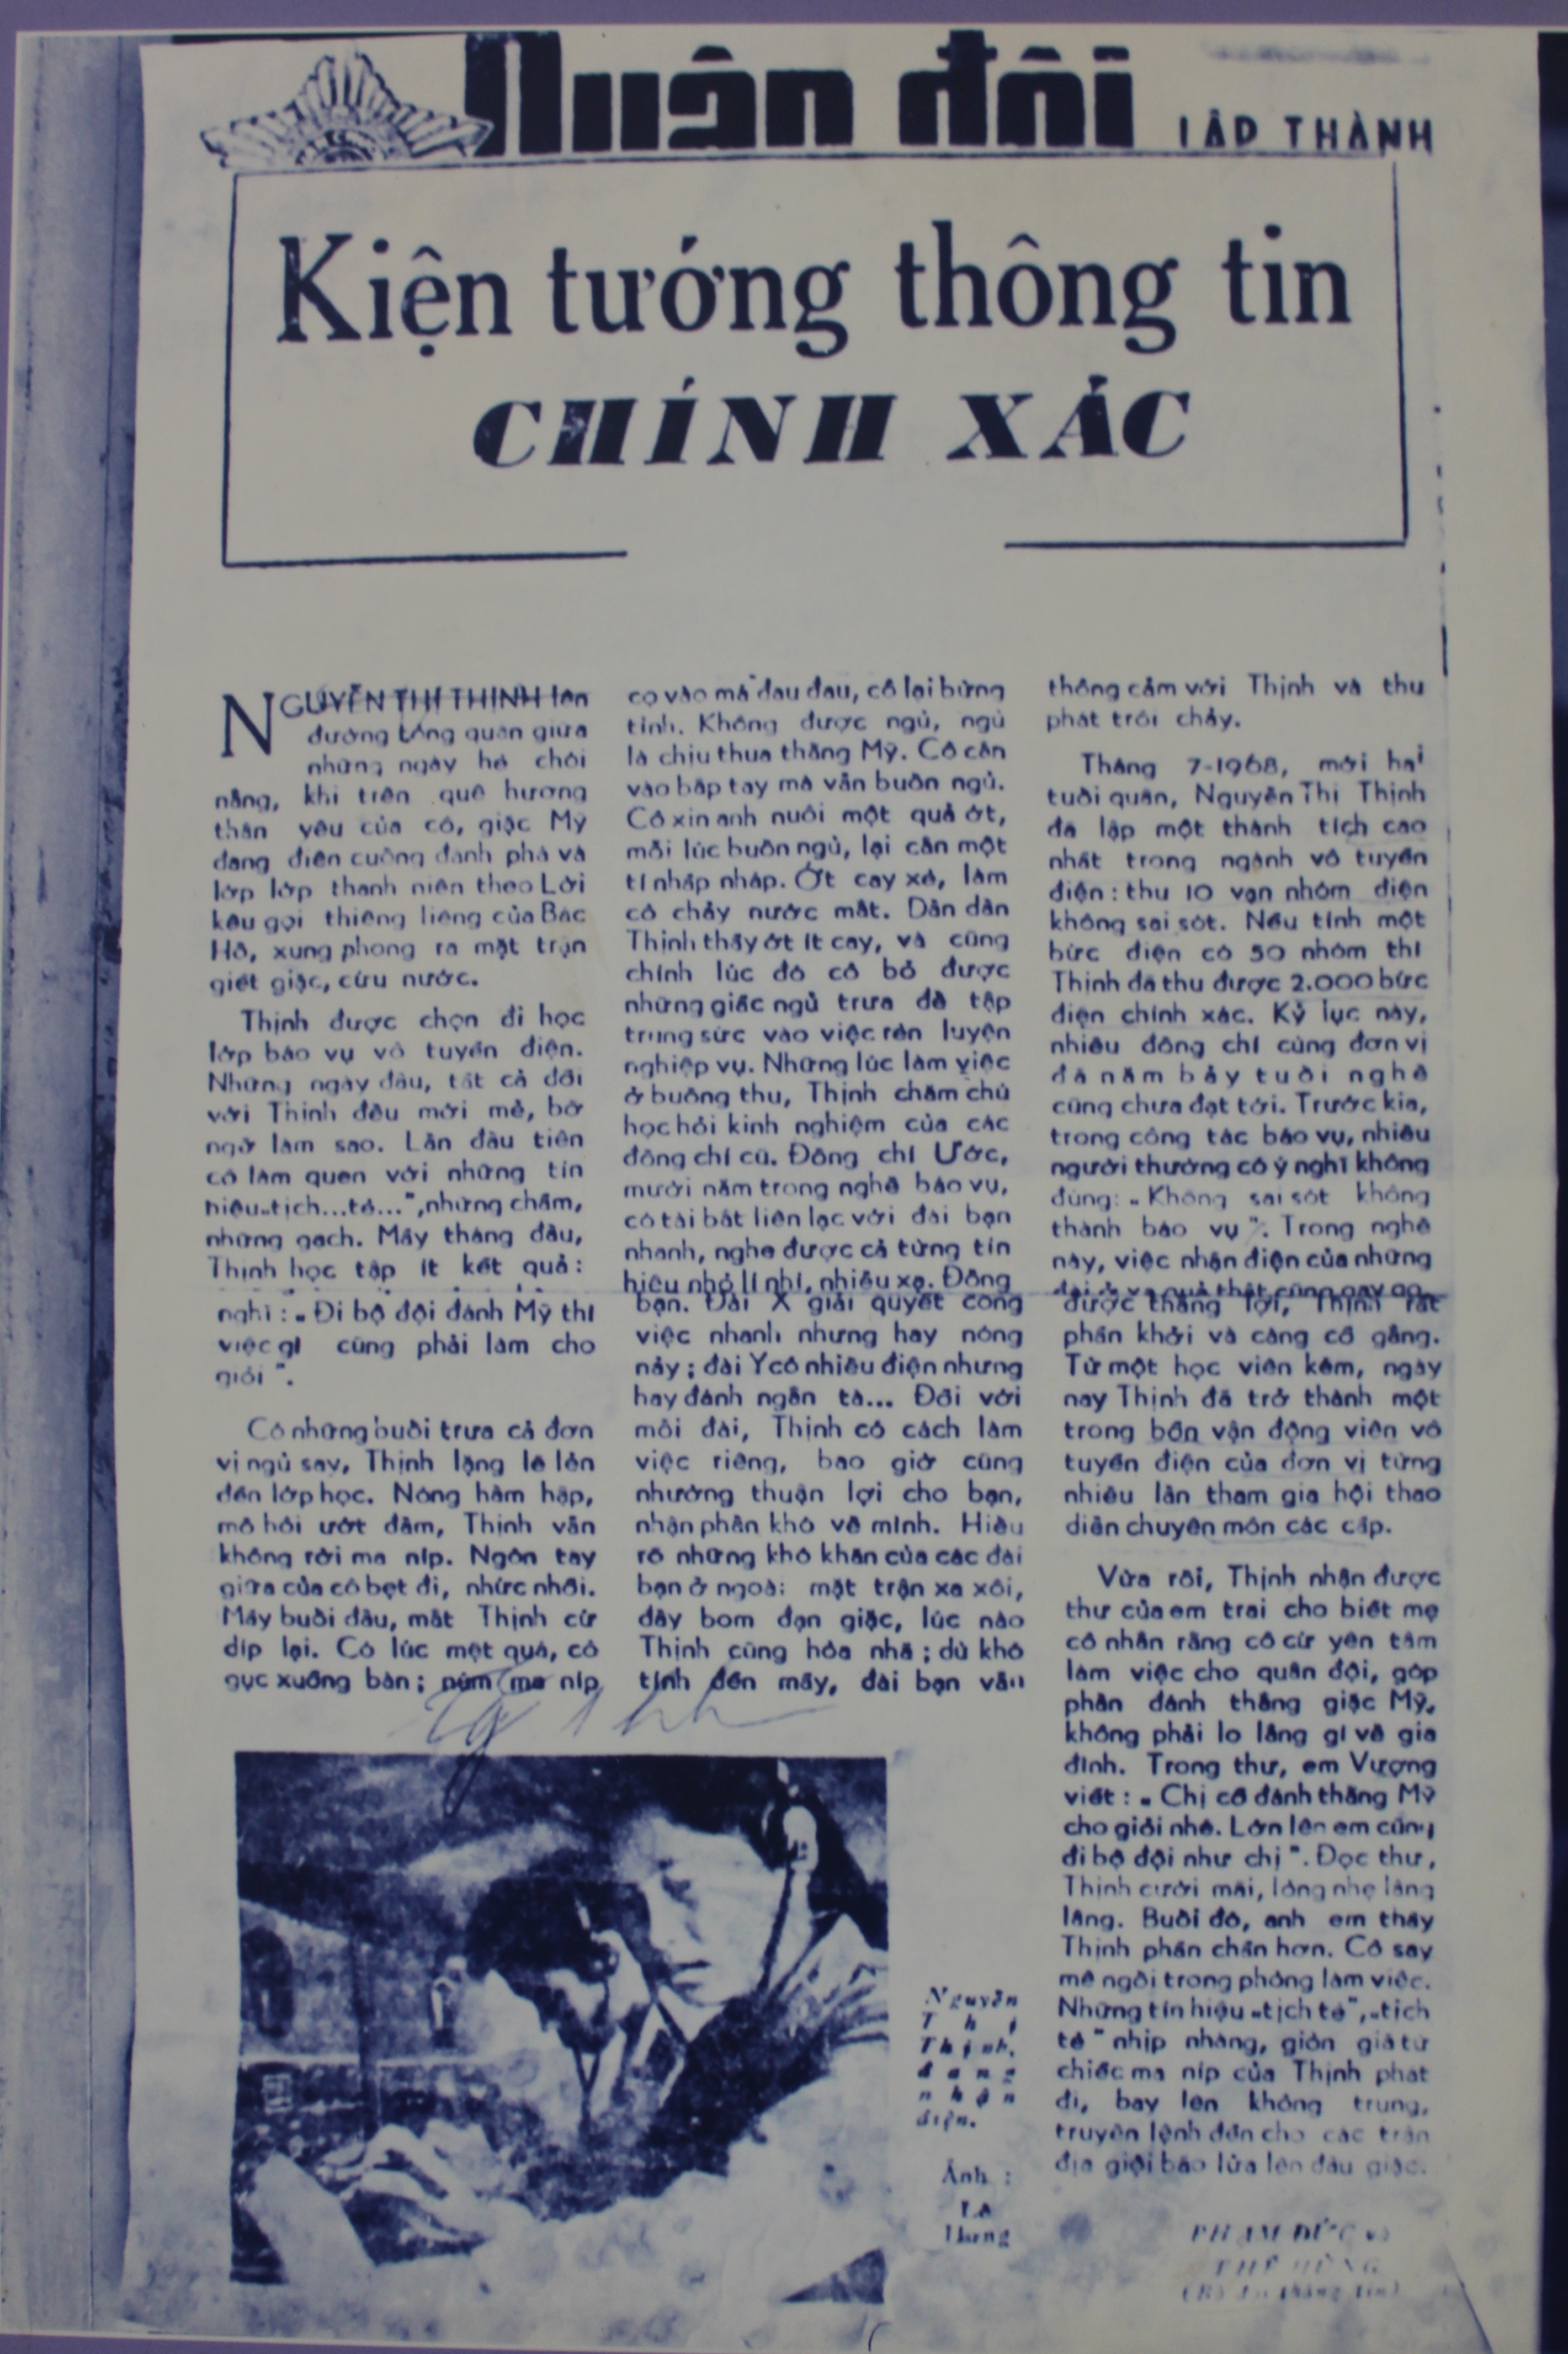 Quân đội
LẬP THÀNH
Kiện tướng thông tin
CHÍNH XÁC
NGUYỄN THỊ THỊNH lên
đường tòng quân giữa
những ngày hè chói
nắng, khi trên quê hương
thân yêu của cô, giặc Mỹ
đang điên cuồng đánh phá và
lớp lớp thanh niên theo Lời
kêu gọi thiêng liêng của Bác
Hồ, xung phong ra mặt trận
giết giặc, cứu nước.
Thịnh được chọn đi học
lớp báo vụ vô tuyến điện.
Những ngày đầu, tất cả đối
với Thịnh đều mới mẻ, bỡ
ngỡ làm sao. Lần đầu tiên
cô làm quen với những tín
hiệu „tịch...tè...", những chấm,
những gạch. Mấy tháng đầu,
Thịnh học tập ít kết quả:
nghĩ : „ Đi bộ đội đánh Mỹ thì
việc gì cũng phải làm cho
giỏi ".
Có những buổi trưa cả đơn
vị ngủ say, Thịnh lặng lẽ lẻn
đến lớp học. Nóng hầm hập,
mồ hôi ướt đầm, Thịnh vẫn
không rời ma níp. Ngón tay
giữa của cô bẹt đi, nhức nhối.
Mấy buổi đầu, mắt Thịnh cứ
díp lại. Có lúc mệt quá, cô
gục xuống bàn ; núm ma níp
cọ vào má đau đau, cô lại bừng
tỉnh. Không được ngủ, ngủ
là chịu thua thằng Mỹ. Cô cắn
vào bắp tay mà vẫn buồn ngủ.
Cô xin anh nuôi một quả ớt,
mỗi lúc buồn ngủ, lại cắn một
tí nhấp nháp. Ớt cay xè, làm
cô chảy nước mắt. Dần dần
Thịnh thấy ớt ít cay, và cũng
chính lúc đó cô bỏ được
những giấc ngủ trưa để tập
trung sức vào việc rèn luyện
nghiệp vụ. Những lúc làm việc
ở buồng thu, Thịnh chăm chú
học hỏi kinh nghiệm của các
đồng chí cũ. Đồng chí Ước,
mười năm trong nghề báo vụ,
có tài bắt liên lạc với đài bạn
nhanh, nghe được cả từng tín
hiệu nhỏ lí nhí, nhiễu xạ. Đồng
bạn. Đài X giải quyết công
việc nhanh nhưng hay nóng
nảy ; đài Y có nhiều điện nhưng
hay đánh ngắn tà... Đối với
mỗi đài, Thịnh có cách làm
việc riêng, bao giờ cũng
nhường thuận lợi cho bạn,
nhận phần khó về mình. Hiểu
rõ những khó khăn của các đài
bạn ở ngoài mặt trận xa xôi,
đầy bom đạn giặc, lúc nào
Thịnh cũng hòa nhã ; dù khó
tính đến mấy, đài bạn vẫn
thông cảm với Thịnh và thu
phát trôi chảy.
Tháng 7-1968, mới hai
tuổi quân, Nguyễn Thị Thịnh
đã lập một thành tích cao
nhất trong ngành vô tuyến
điện : thu 10 vạn nhóm điện
không sai sót. Nếu tính một
bức điện có 50 nhóm thì
Thịnh đã thu được 2.000 bức
điện chính xác. Kỷ lục này,
nhiều đồng chí cùng đơn vị
đã năm bảy tuổi nghề
cũng chưa đạt tới. Trước kia,
trong công tác báo vụ, nhiều
người thường có ý nghĩ không
đúng: „ Không sai sót không
thành báo vụ ". Trong nghề
này, việc nhận điện của những
đài ở xa quả thật cũng gay go.
được thắng lợi, Thịnh rất
phấn khởi và càng cố gắng.
Từ một học viên kém, ngày
nay Thịnh đã trở thành một
trong bốn vận động viên vô
tuyến điện của đơn vị từng
nhiều lần tham gia hội thao
diễn chuyên môn các cấp.
Vừa rồi, Thịnh nhận được
thư của em trai cho biết mẹ
cô nhắn rằng cô cứ yên tâm
làm việc cho quân đội, góp
phần đánh thắng giặc Mỹ,
không phải lo lắng gì về gia
đình. Trong thư, em Vượng
viết : „ Chị cố đánh thắng Mỹ
cho giỏi nhé. Lớn lên em cũng
đi bộ đội như chị ". Đọc thư,
Thịnh cười mãi, lòng nhẹ lâng
lâng. Buổi đó, anh em thấy
Thịnh phấn chấn hơn. Cô say
mê ngồi trong phòng làm việc.
Những tín hiệu „tịch tè", „tịch
tè " nhịp nhàng, giòn giã từ
chiếc ma níp của Thịnh phát
đi, bay lên không trung,
truyền lệnh đến cho các trận
địa giội bão lửa lên đầu giặc.
Nguyễn
Thị
Thịnh
đang
nhận
điện.
Ảnh :
PHẠM ĐỨC